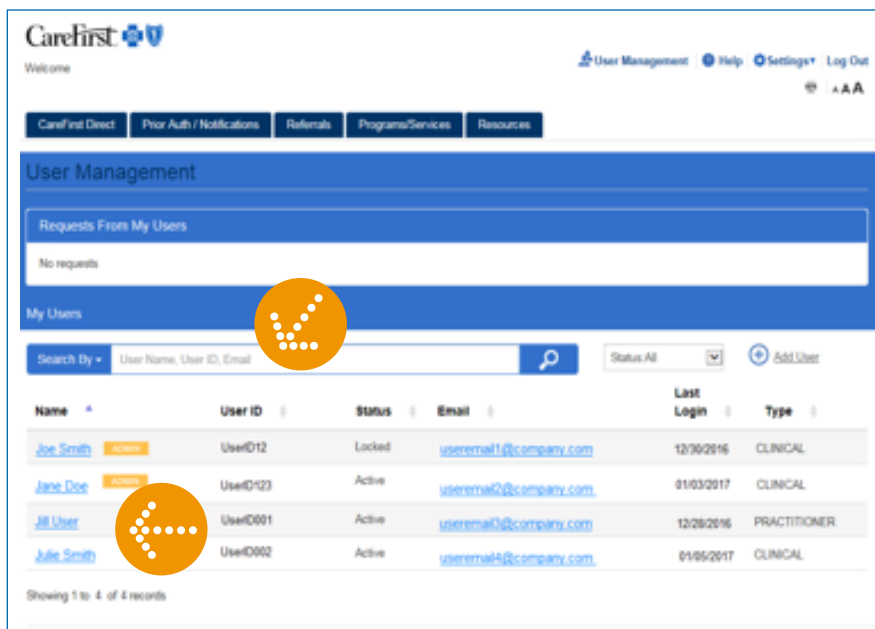 CareFirst
Welcome
User Management Help Settings Log Out
A A A
CareFirst Direct Prior Auth / Notifications Referrals Programs/Services Resources
User Management
Requests From My Users
No requests
My Users
Search By User Name, User ID, Email Status:All Add User
Name User ID Status Email Last Login Type
Joe Smith ADMIN UserID12 Locked useremail1@company.com 12/30/2016 CLINICAL
Jane Doe ADMIN UserID123 Active useremail2@company.com 01/03/2017 CLINICAL
Jill User UserID001 Active useremail3@company.com 12/28/2016 PRACTITIONER
Julie Smith UserID002 Active useremail4@company.com 01/05/2017 CLINICAL
Showing 1 to 4 of 4 records